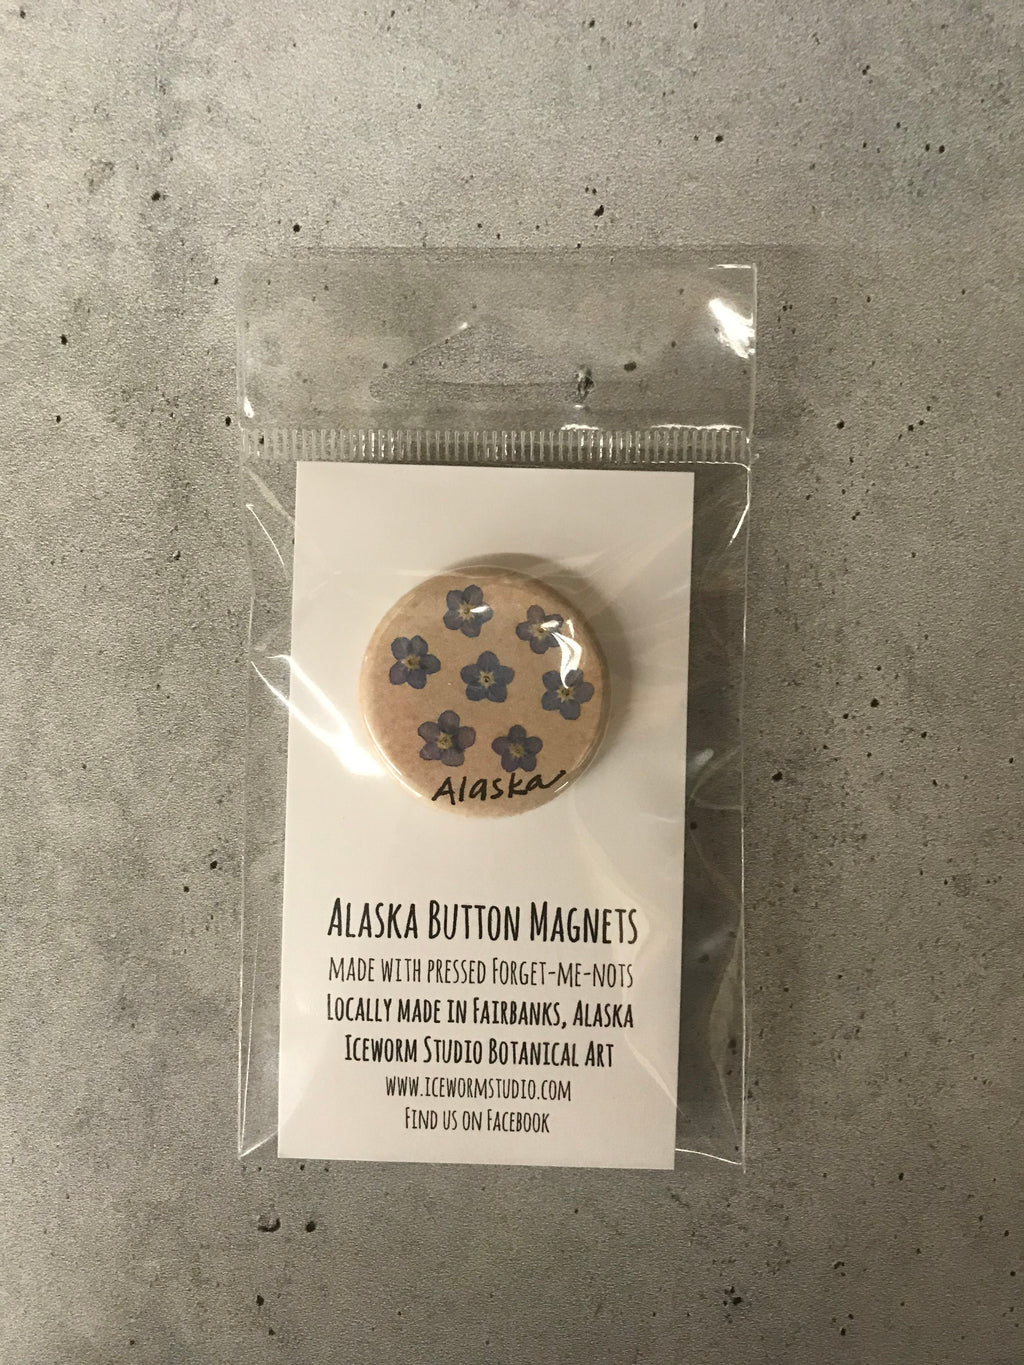 Alaska
ALASKA BUTTON MAGNETS
MADE WITH PRESSED FORGET-ME-NOTS
LOCALLY MADE IN FAIRBANKS, ALASKA
ICEWORM STUDIO BOTANICAL ART
WWW.ICEWORMSTUDIO.COM
FIND US ON FACEBOOK